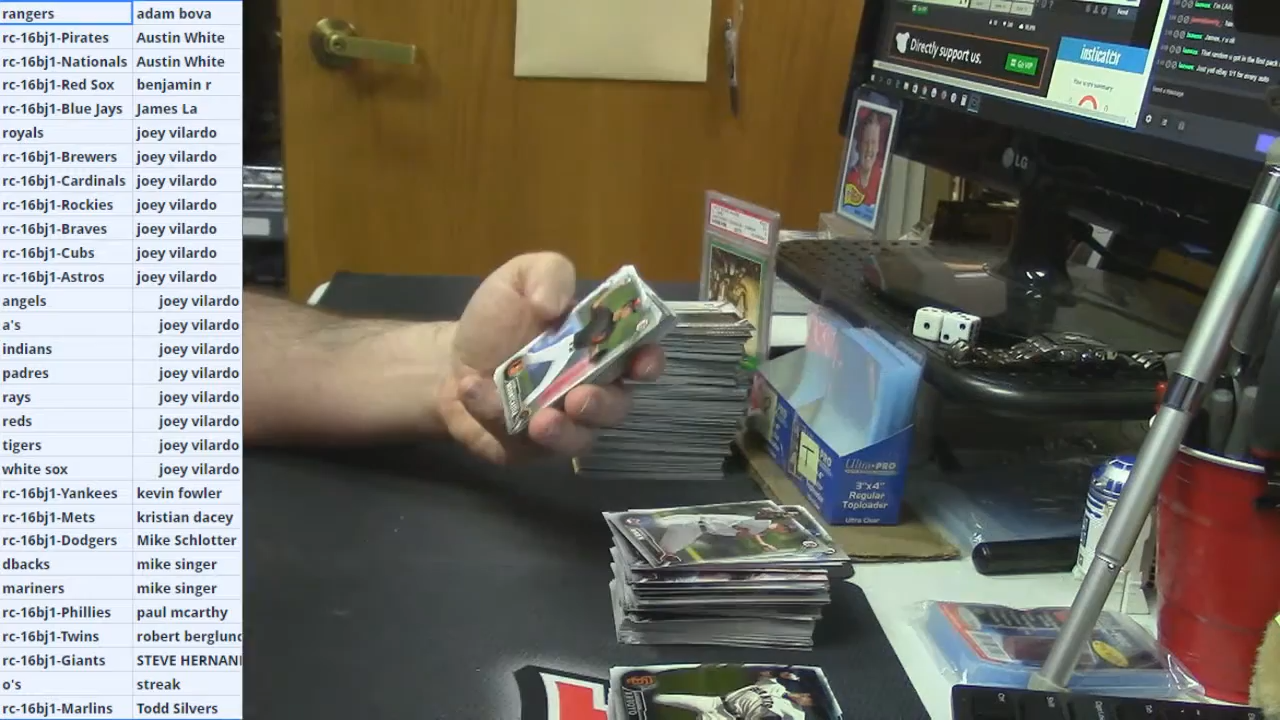 rangers adam bova
rc-16bj1-Pirates Austin White
rc-16bj1-Nationals Austin White
rc-16bj1-Red Sox benjamin r
rc-16bj1-Blue Jays James La
royals joey vilardo
rc-16bj1-Brewers joey vilardo
rc-16bj1-Cardinals joey vilardo
rc-16bj1-Rockies joey vilardo
rc-16bj1-Braves joey vilardo
rc-16bj1-Cubs joey vilardo
rc-16bj1-Astros joey vilardo
angels joey vilardo
a's joey vilardo
indians joey vilardo
padres joey vilardo
rays joey vilardo
reds joey vilardo
tigers joey vilardo
white sox joey vilardo
rc-16bj1-Yankees kevin fowler
rc-16bj1-Mets kristian dacey
rc-16bj1-Dodgers Mike Schlotter
dbacks mike singer
mariners mike singer
rc-16bj1-Phillies paul mcarthy
rc-16bj1-Twins robert berglund
rc-16bj1-Giants STEVE HERNAN
o's streak
rc-16bj1-Marlins Todd Silvers
Directly support us.
Go VIP
insticator
LG
Ultra-PRO
3"x4"
Regular
Toploader
Ultra Clear